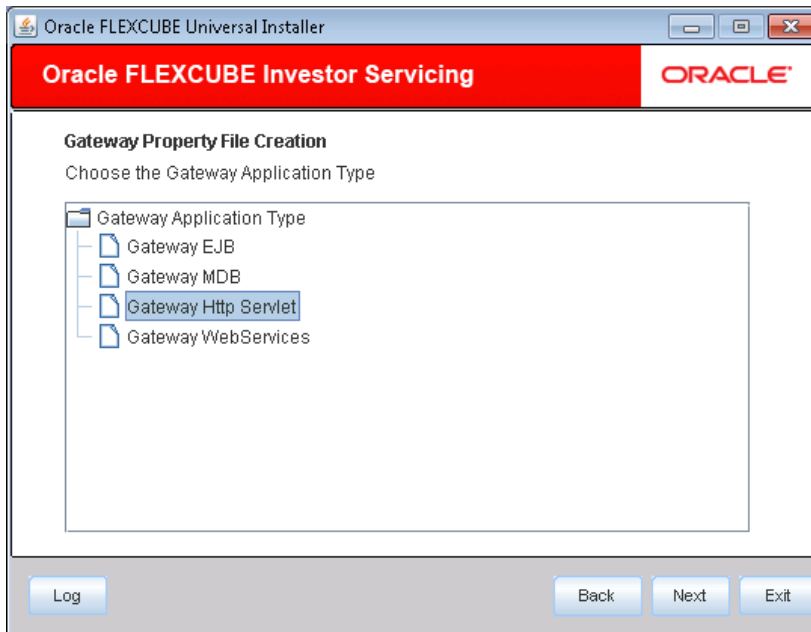 Oracle FLEXCUBE Universal Installer
Oracle FLEXCUBE Investor Servicing
ORACLE
Gateway Property File Creation
Choose the Gateway Application Type
Gateway Application Type
Gateway EJB
Gateway MDB
Gateway Http Servlet
Gateway WebServices
Log Back Next Exit